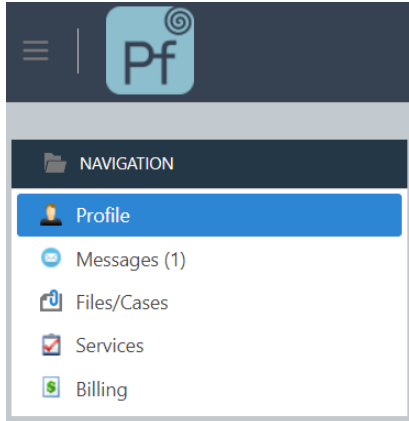 Pf
NAVIGATION
Profile
Messages (1)
Files/Cases
Services
Billing